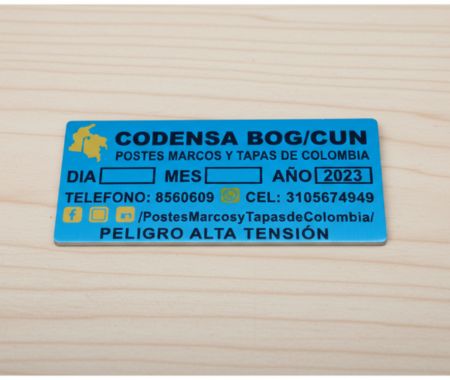 CODENSA BOG/CUN
POSTES MARCOS Y TAPAS DE COLOMBIA
DIA MES AÑO 2023
TELEFONO: 8560609 CEL: 3105674949
/PostesMarcosyTapasdeColombia/
PELIGRO ALTA TENSIÓN